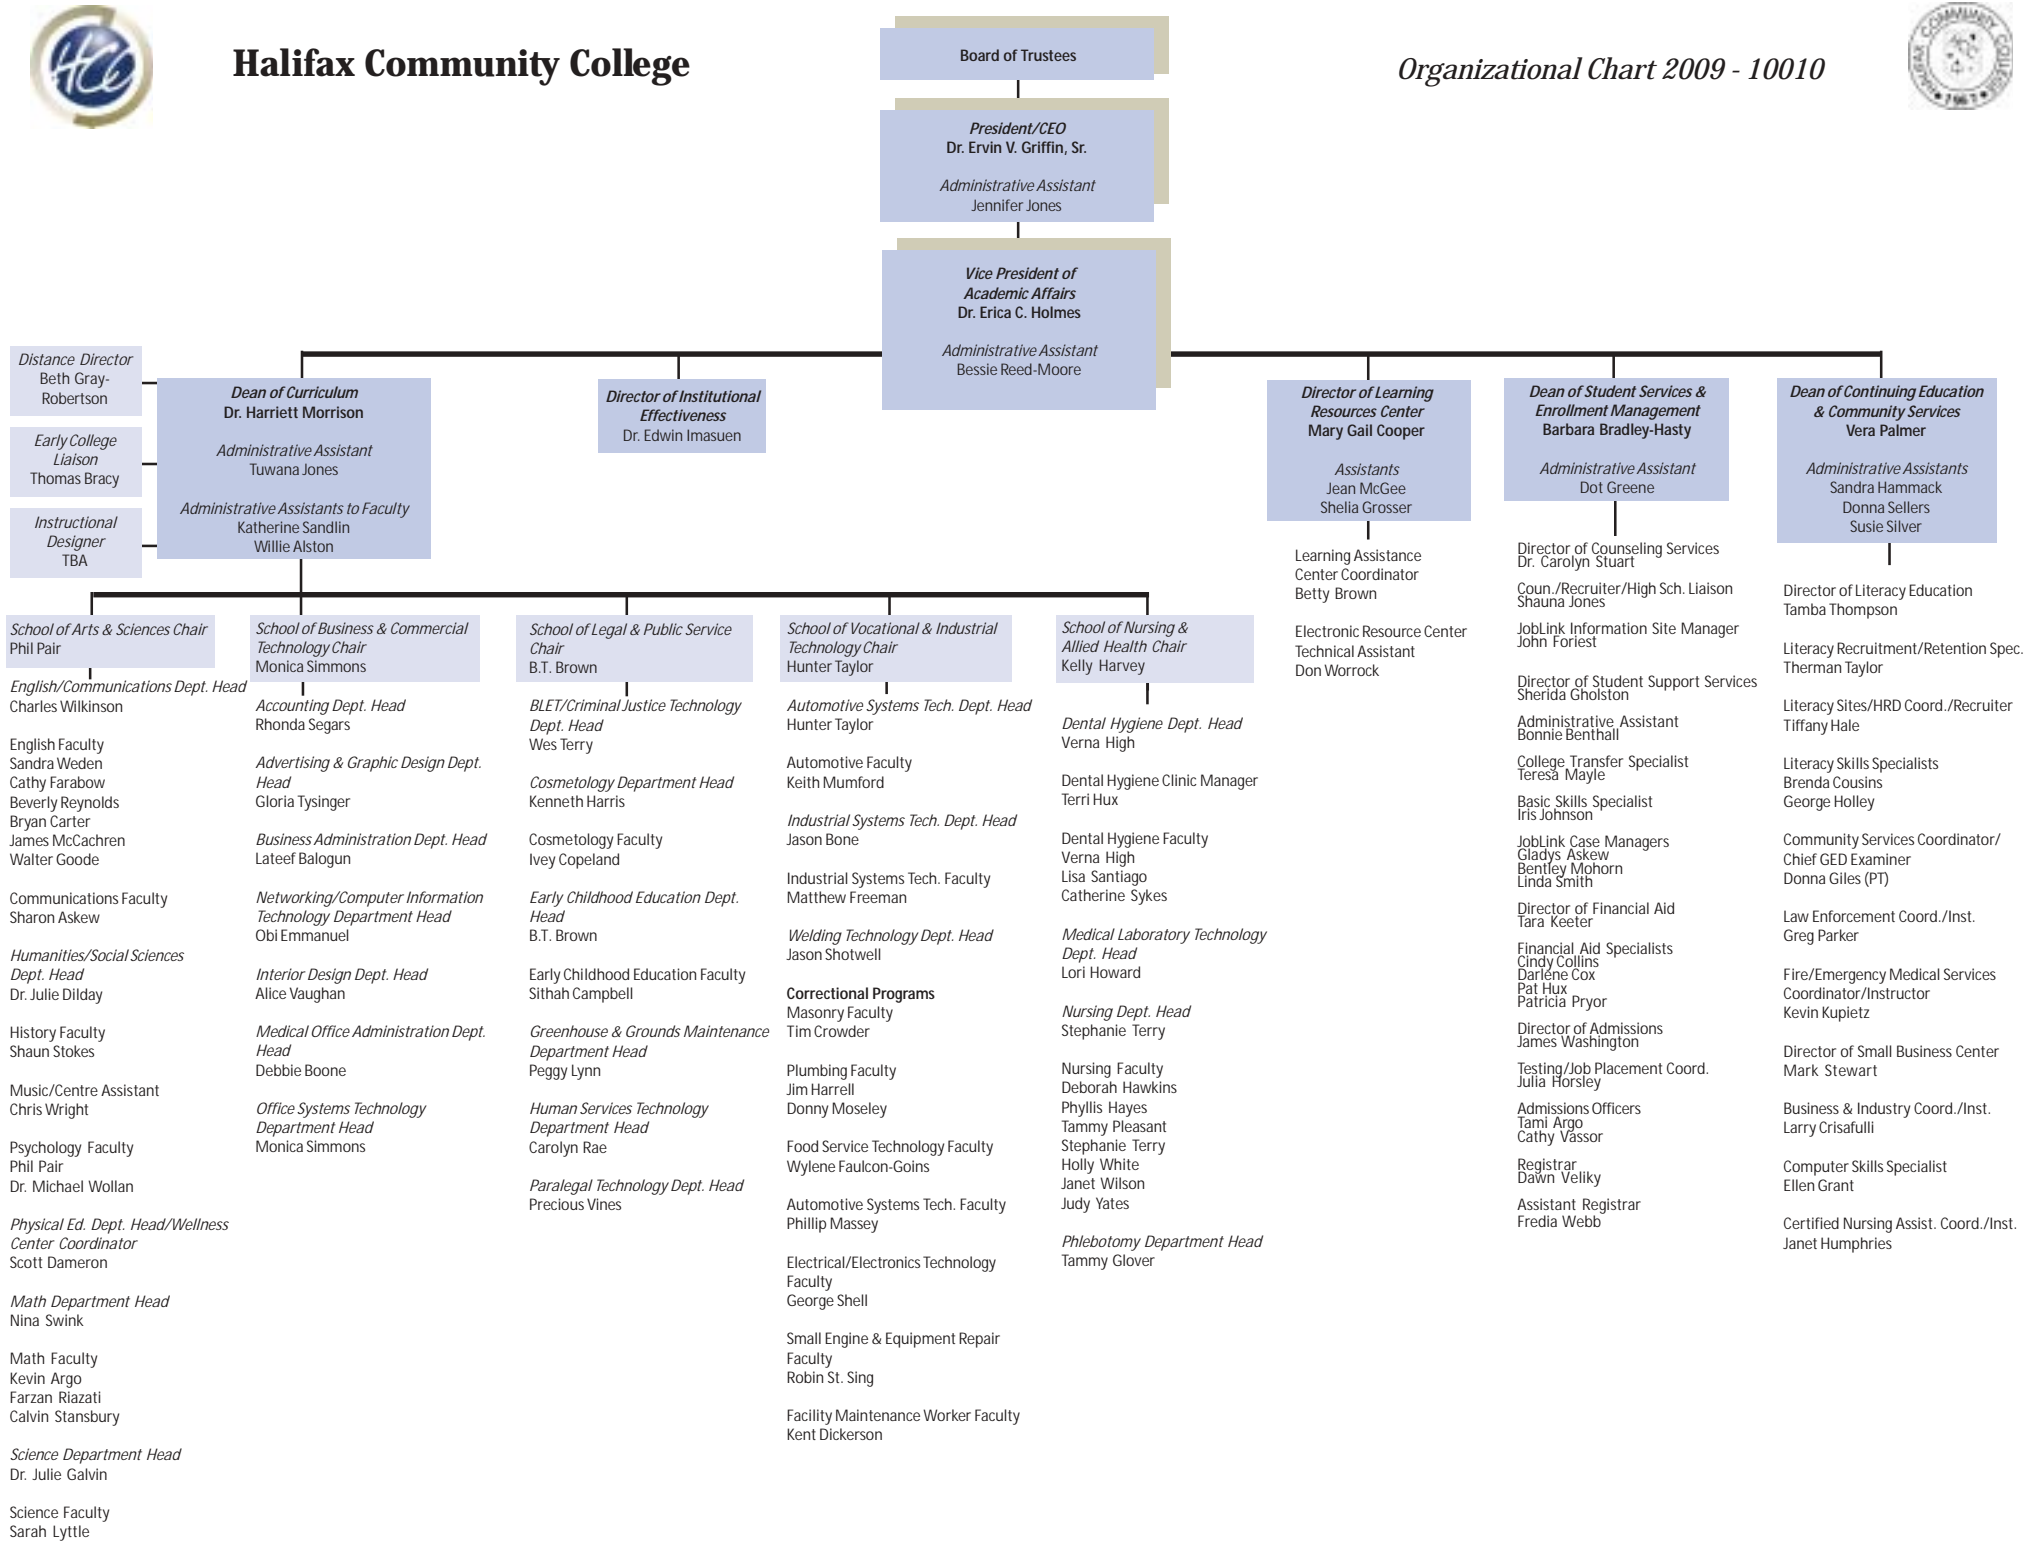 HCC
Halifax Community College
Organizational Chart 2009 - 10010
HALIFAX COMMUNITY COLLEGE
1967
Board of Trustees
President/CEO
Dr. Ervin V. Griffin, Sr.
Administrative Assistant
Jennifer Jones
Vice President of
Academic Affairs
Dr. Erica C. Holmes
Administrative Assistant
Bessie Reed-Moore
Distance Director
Beth Gray-
Robertson
Early College
Liaison
Thomas Bracy
Instructional
Designer
TBA
Dean of Curriculum
Dr. Harriett Morrison
Administrative Assistant
Tuwana Jones
Administrative Assistants to Faculty
Katherine Sandlin
Willie Alston
Director of Institutional
Effectiveness
Dr. Edwin Imasuen
Director of Learning
Resources Center
Mary Gail Cooper
Assistants
Jean McGee
Shelia Grosser
Dean of Student Services &
Enrollment Management
Barbara Bradley-Hasty
Administrative Assistant
Dot Greene
Dean of Continuing Education
& Community Services
Vera Palmer
Administrative Assistants
Sandra Hammack
Donna Sellers
Susie Silver
School of Arts & Sciences Chair
Phil Pair
English/Communications Dept. Head
Charles Wilkinson
English Faculty
Sandra Weden
Cathy Farabow
Beverly Reynolds
Bryan Carter
James McCachren
Walter Goode
Communications Faculty
Sharon Askew
Humanities/Social Sciences
Dept. Head
Dr. Julie Dilday
History Faculty
Shaun Stokes
Music/Centre Assistant
Chris Wright
Psychology Faculty
Phil Pair
Dr. Michael Wollan
Physical Ed. Dept. Head/Wellness
Center Coordinator
Scott Dameron
Math Department Head
Nina Swink
Math Faculty
Kevin Argo
Farzan Riazati
Calvin Stansbury
Science Department Head
Dr. Julie Galvin
Science Faculty
Sarah Lyttle
School of Business & Commercial
Technology Chair
Monica Simmons
Accounting Dept. Head
Rhonda Segars
Advertising & Graphic Design Dept.
Head
Gloria Tysinger
Business Administration Dept. Head
Lateef Balogun
Networking/Computer Information
Technology Department Head
Obi Emmanuel
Interior Design Dept. Head
Alice Vaughan
Medical Office Administration Dept.
Head
Debbie Boone
Office Systems Technology
Department Head
Monica Simmons
School of Legal & Public Service
Chair
B.T. Brown
BLET/Criminal Justice Technology
Dept. Head
Wes Terry
Cosmetology Department Head
Kenneth Harris
Cosmetology Faculty
Ivey Copeland
Early Childhood Education Dept.
Head
B.T. Brown
Early Childhood Education Faculty
Sithah Campbell
Greenhouse & Grounds Maintenance
Department Head
Peggy Lynn
Human Services Technology
Department Head
Carolyn Rae
Paralegal Technology Dept. Head
Precious Vines
School of Vocational & Industrial
Technology Chair
Hunter Taylor
Automotive Systems Tech. Dept. Head
Hunter Taylor
Automotive Faculty
Keith Mumford
Industrial Systems Tech. Dept. Head
Jason Bone
Industrial Systems Tech. Faculty
Matthew Freeman
Welding Technology Dept. Head
Jason Shotwell
Correctional Programs
Masonry Faculty
Tim Crowder
Plumbing Faculty
Jim Harrell
Donny Moseley
Food Service Technology Faculty
Wylene Faulcon-Goins
Automotive Systems Tech. Faculty
Phillip Massey
Electrical/Electronics Technology
Faculty
George Shell
Small Engine & Equipment Repair
Faculty
Robin St. Sing
Facility Maintenance Worker Faculty
Kent Dickerson
School of Nursing &
Allied Health Chair
Kelly Harvey
Dental Hygiene Dept. Head
Verna High
Dental Hygiene Clinic Manager
Terri Hux
Dental Hygiene Faculty
Verna High
Lisa Santiago
Catherine Sykes
Medical Laboratory Technology
Dept. Head
Lori Howard
Nursing Dept. Head
Stephanie Terry
Nursing Faculty
Deborah Hawkins
Phyllis Hayes
Tammy Pleasant
Stephanie Terry
Holly White
Janet Wilson
Judy Yates
Phlebotomy Department Head
Tammy Glover
Learning Assistance
Center Coordinator
Betty Brown
Electronic Resource Center
Technical Assistant
Don Worrock
Director of Counseling Services
Dr. Carolyn Stuart
Coun./Recruiter/High Sch. Liaison
Shauna Jones
JobLink Information Site Manager
John Foriest
Director of Student Support Services
Sherida Gholston
Administrative Assistant
Bonnie Benthall
College Transfer Specialist
Teresa Mayle
Basic Skills Specialist
Iris Johnson
JobLink Case Managers
Gladys Askew
Bentley Mohorn
Linda Smith
Director of Financial Aid
Tara Keeter
Financial Aid Specialists
Cindy Collins
Darlene Cox
Pat Hux
Patricia Pryor
Director of Admissions
James Washington
Testing/Job Placement Coord.
Julia Horsley
Admissions Officers
Tami Argo
Cathy Vassor
Registrar
Dawn Veliky
Assistant Registrar
Fredia Webb
Director of Literacy Education
Tamba Thompson
Literacy Recruitment/Retention Spec.
Therman Taylor
Literacy Sites/HRD Coord./Recruiter
Tiffany Hale
Literacy Skills Specialists
Brenda Cousins
George Holley
Community Services Coordinator/
Chief GED Examiner
Donna Giles (PT)
Law Enforcement Coord./Inst.
Greg Parker
Fire/Emergency Medical Services
Coordinator/Instructor
Kevin Kupietz
Director of Small Business Center
Mark Stewart
Business & Industry Coord./Inst.
Larry Crisafulli
Computer Skills Specialist
Ellen Grant
Certified Nursing Assist. Coord./Inst.
Janet Humphries